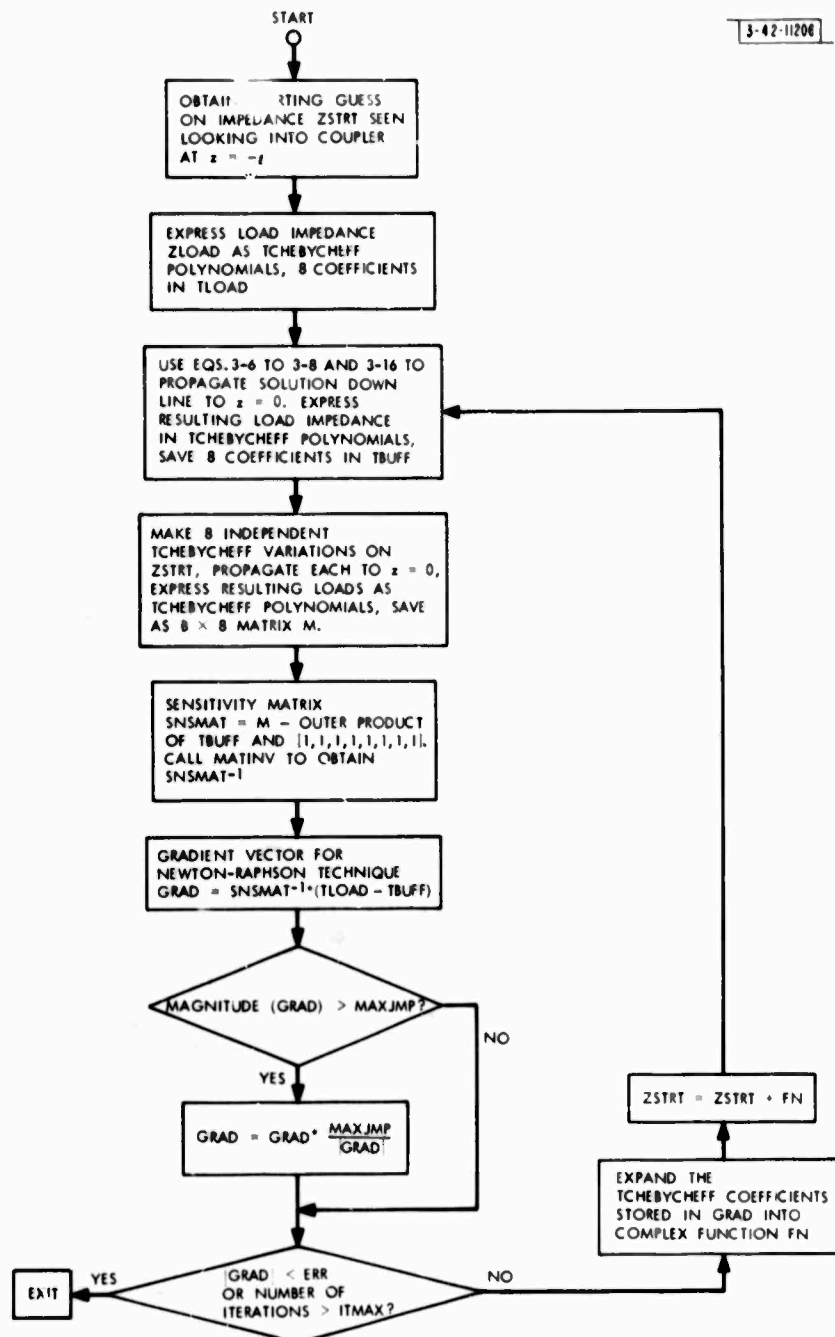 START
3-42-11206
OBTAIN GUESS
ON IMPEDANCE ZSTRT SEEN
LOOKING INTO COUPLER
AT z = -ℓ
EXPRESS LOAD IMPEDANCE
ZLOAD AS TCHEBYCHEFF
POLYNOMIALS, 8 COEFFICIENTS
IN TLOAD
USE EQS. 3-6 TO 3-8 AND 3-16 TO
PROPAGATE SOLUTION DOWN
LINE TO z = 0. EXPRESS
RESULTING LOAD IMPEDANCE
IN TCHEBYCHEFF POLYNOMIALS,
SAVE 8 COEFFICIENTS IN TBUFF
MAKE 8 INDEPENDENT
TCHEBYCHEFF VARIATIONS ON
ZSTRT, PROPAGATE EACH TO z = 0,
EXPRESS RESULTING LOADS AS
TCHEBYCHEFF POLYNOMIALS, SAVE
AS 8 × 8 MATRIX M.
SENSITIVITY MATRIX
SNSMAT = M - OUTER PRODUCT
OF TBUFF AND [1,1,1,1,1,1,1,1].
CALL MATINV TO OBTAIN
SNSMAT⁻¹
GRADIENT VECTOR FOR
NEWTON-RAPHSON TECHNIQUE
GRAD = SNSMAT⁻¹·(TLOAD - TBUFF)
MAGNITUDE (GRAD) > MAXJMP?
NO
YES
GRAD = GRAD* MAXJMP
|GRAD|
ZSTRT = ZSTRT + FN
EXPAND THE
TCHEBYCHEFF COEFFICIENTS
STORED IN GRAD INTO
COMPLEX FUNCTION FN
|GRAD| < ERR
OR NUMBER OF
ITERATIONS > ITMAX?
YES
NO
EXIT